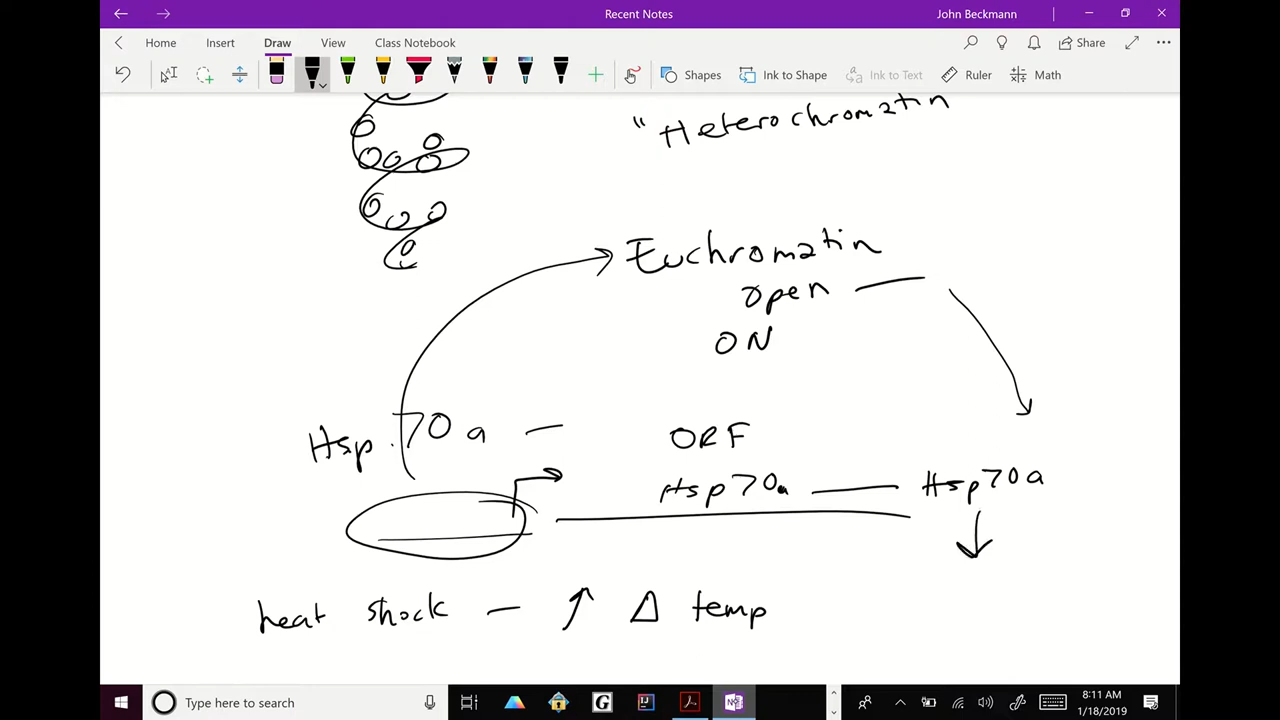 Recent Notes
John Beckmann
Home Insert Draw View Class Notebook
Share
Shapes
Ink to Shape
Ink to Text
Ruler
Math
"Heterochromatin
Euchromatin
open
ON
Hsp 70a
ORF
Hsp70a
Hsp70a
heat shock - ↑ Δ temp
Type here to search
8:11 AM
1/18/2019